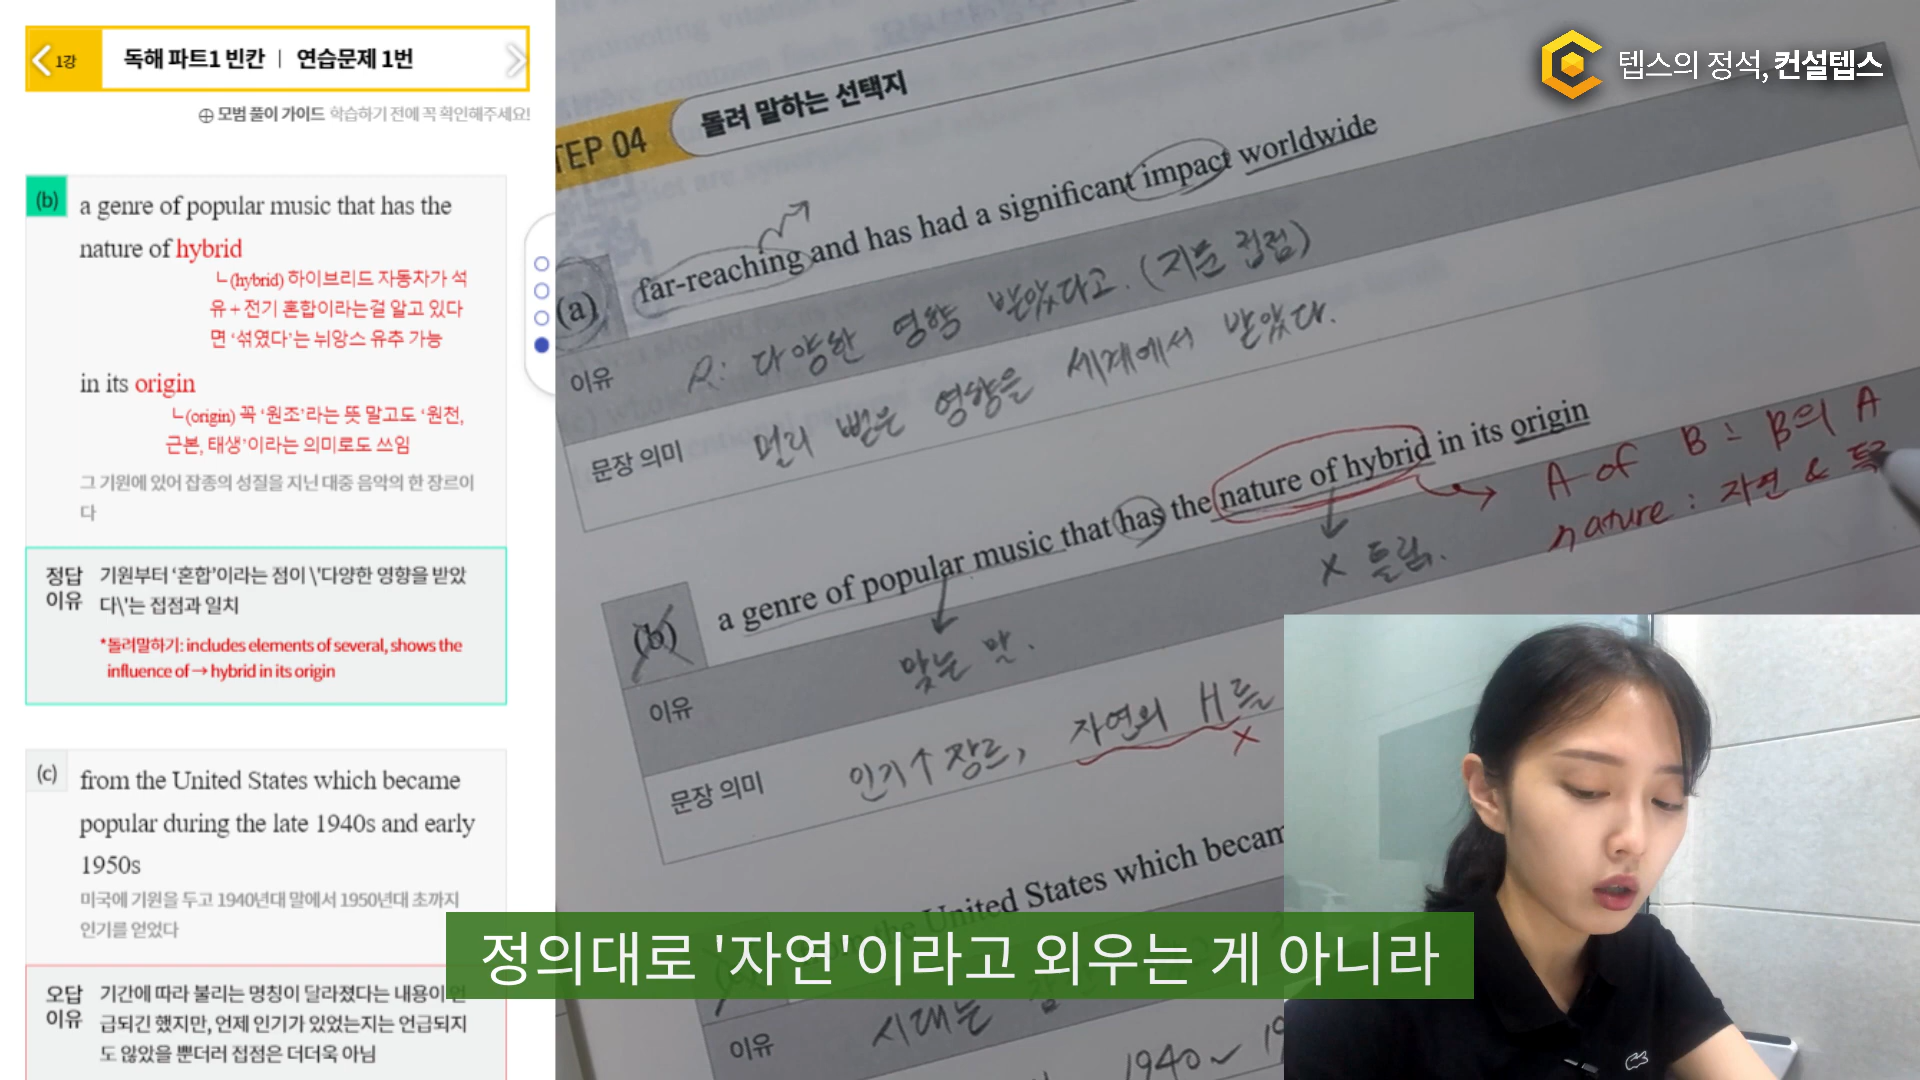 1강
독해 파트1 빈칸 | 연습문제 1번
모범 풀이 가이드 학습하기 전에 꼭 확인해주세요!
(b) a genre of popular music that has the
nature of hybrid
ㄴ(hybrid) 하이브리드 자동차가 석
유 + 전기 혼합이라는걸 알고 있다
면 ‘섞였다’는 뉘앙스 유추 가능
in its origin
ㄴ(origin) 꼭 ‘원조’라는 뜻 말고도 ‘원천,
근본, 태생’이라는 의미로도 쓰임
그 기원에 있어 잡종의 성질을 지닌 대중 음악의 한 장르이
다
정답 이유 기원부터 ‘혼합’이라는 점이 \'다양한 영향을 받았
다\'는 접점과 일치
*돌려말하기: includes elements of several, shows the
influence of → hybrid in its origin
(c) from the United States which became
popular during the late 1940s and early
1950s
미국에 기원을 두고 1940년대 말에서 1950년대 초까지
인기를 얻었다
오답 이유 기간에 따라 불리는 명칭이 달라졌다는 내용이 언
급되긴 했지만, 언제 인기가 있었는지는 언급되지
도 않았을 뿐더러 접점은 더더욱 아님
텝스의 정석, 컨설텝스
TEP 04 돌려 말하는 선택지
(a) far-reaching and has had a significant impact worldwide
이유 다양한 영향 받았다고. (지문 접점)
문장 의미 멀리 뻗은 영향을 세계에서 받았다.
(b) a genre of popular music that has the nature of hybrid in its origin
A of B : B의 A
nature : 자연 &
이유 맞는 말. X 틀림.
문장 의미 인기↑ 장르, 자연의 H를 X
United States which becam
이유 시대는
1940~
정의대로 '자연'이라고 외우는 게 아니라